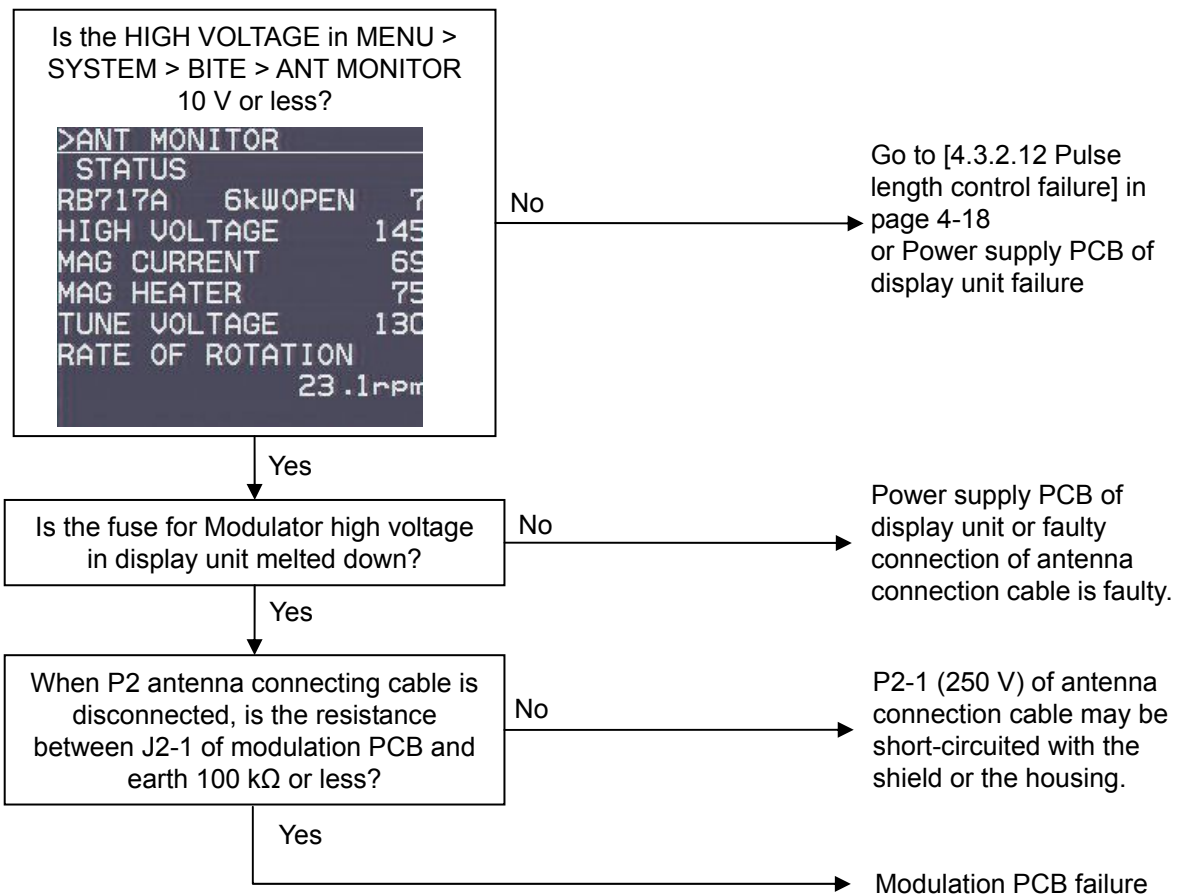 Is the HIGH VOLTAGE in MENU >
SYSTEM > BITE > ANT MONITOR
10 V or less?
>ANT MONITOR
STATUS
RB717A 6kWOPEN 7
HIGH VOLTAGE 145
MAG CURRENT 69
MAG HEATER 75
TUNE VOLTAGE 130
RATE OF ROTATION
23.1rpm
No
Go to [4.3.2.12 Pulse
length control failure] in
page 4-18
or Power supply PCB of
display unit failure
Yes
Is the fuse for Modulator high voltage
in display unit melted down?
No
Power supply PCB of
display unit or faulty
connection of antenna
connection cable is faulty.
Yes
When P2 antenna connecting cable is
disconnected, is the resistance
between J2-1 of modulation PCB and
earth 100 kΩ or less?
No
P2-1 (250 V) of antenna
connection cable may be
short-circuited with the
shield or the housing.
Yes
Modulation PCB failure